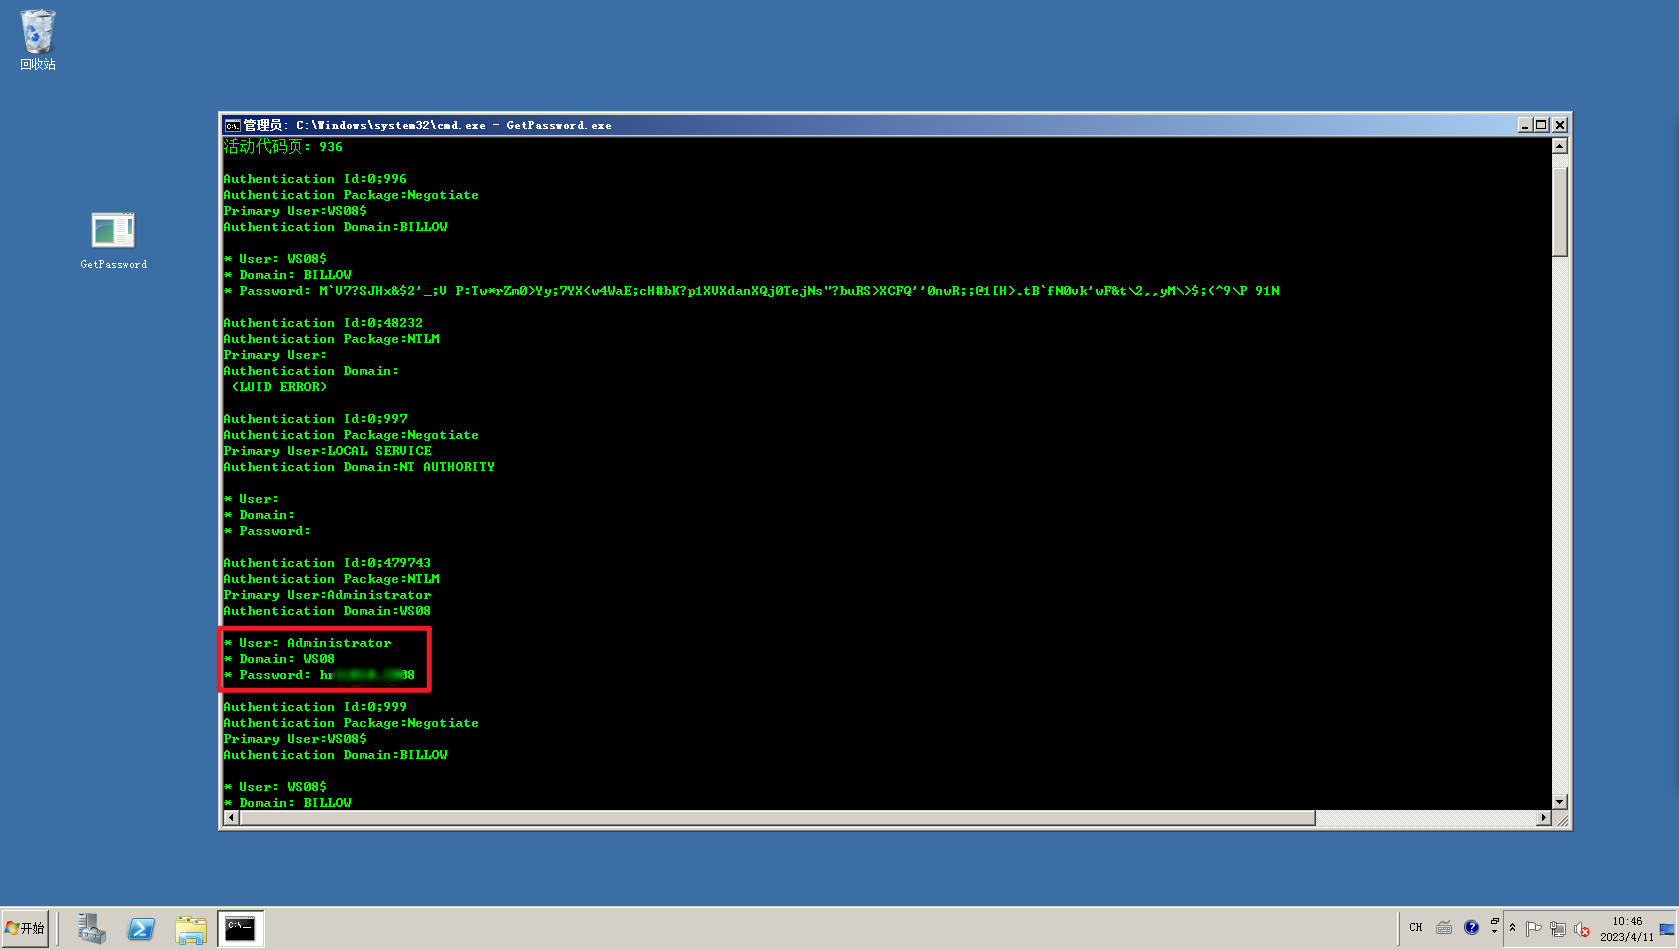 回收站
GetPassword
管理员: C:\Windows\system32\cmd.exe - GetPassword.exe
活动代码页: 936
Authentication Id:0;996
Authentication Package:Negotiate
Primary User:WS08$
Authentication Domain:BILLOW
* User: WS08$
* Domain: BILLOW
* Password: M`V7?SJHx&$2'_;V P:Tw*rZm0>Yy;7YX<w4WaE;cH#bK?p1XVXdanXQj0TejNs"?buRS>XCFQ''0nwR;;@1[H>.tB`fN0vk'wF&t\2,,yM\>$;(^9\P 91N
Authentication Id:0;48232
Authentication Package:NTLM
Primary User:
Authentication Domain:
(LUID ERROR)
Authentication Id:0;997
Authentication Package:Negotiate
Primary User:LOCAL SERVICE
Authentication Domain:NT AUTHORITY
* User:
* Domain:
* Password:
Authentication Id:0;479743
Authentication Package:NTLM
Primary User:Administrator
Authentication Domain:WS08
* User: Administrator
* Domain: WS08
* Password:
Authentication Id:0;999
Authentication Package:Negotiate
Primary User:WS08$
Authentication Domain:BILLOW
* User: WS08$
* Domain: BILLOW
开始
CH
10:46
2023/4/11